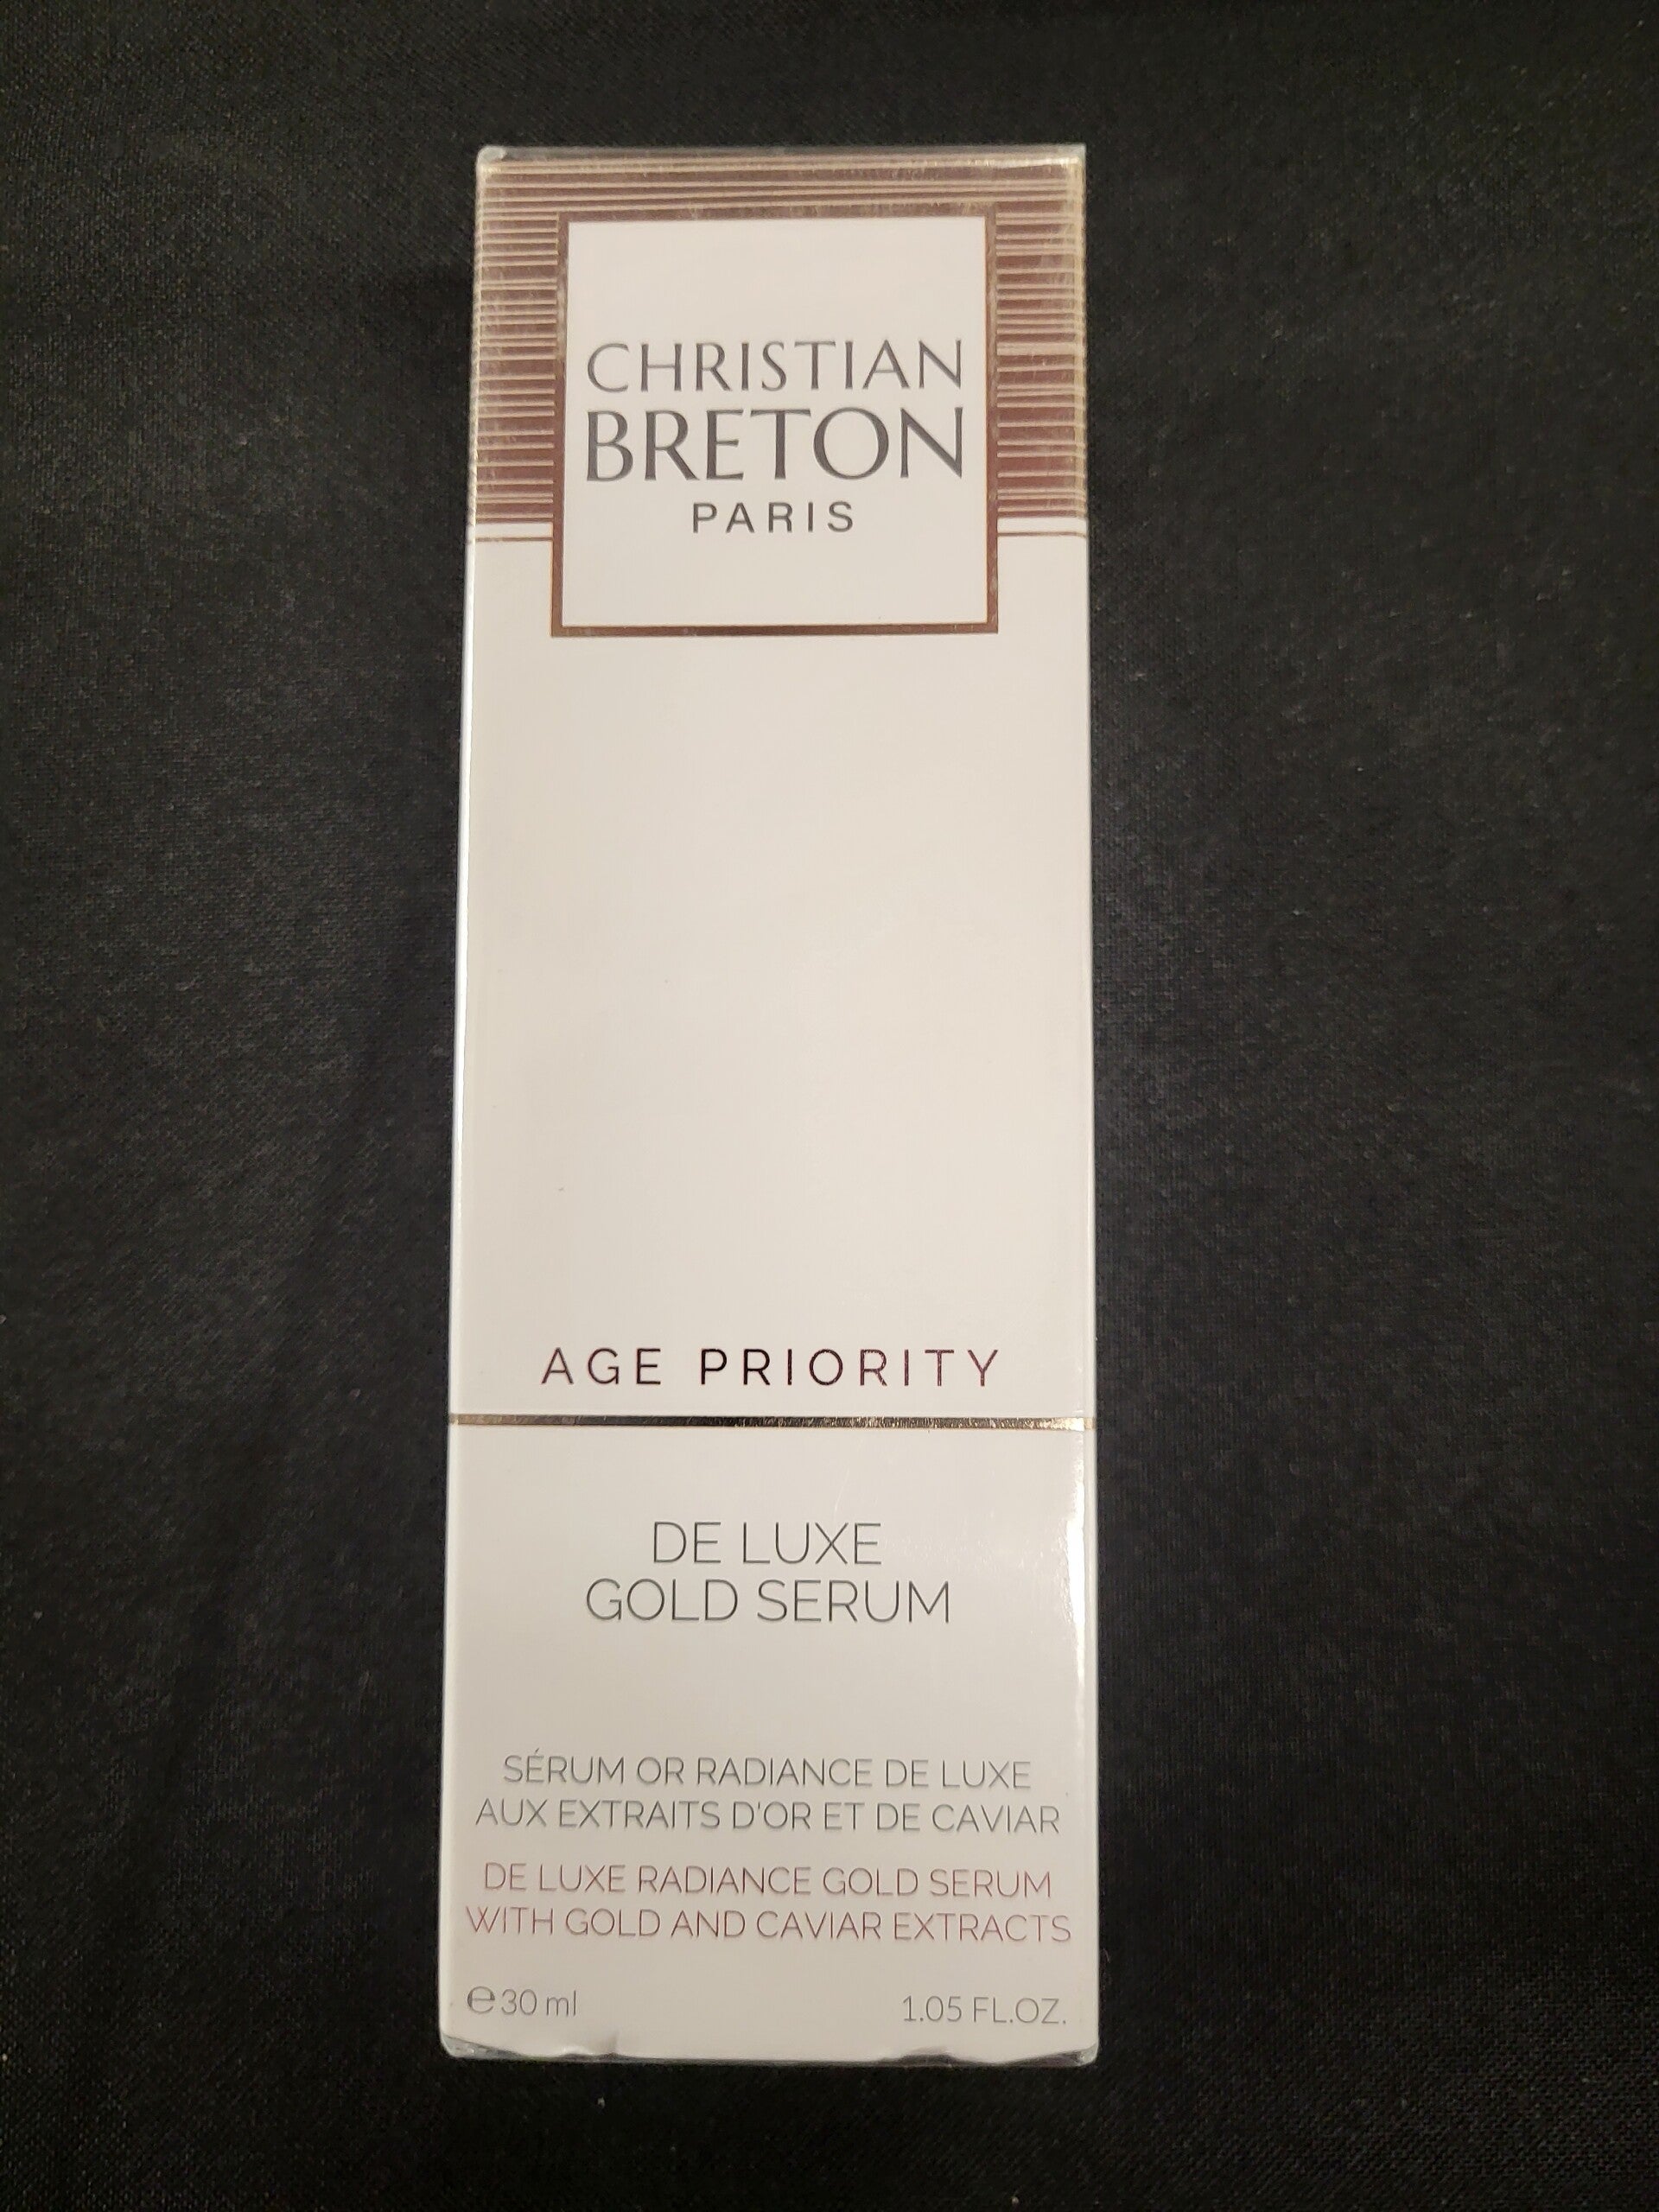 CHRISTIAN
BRETON
PARIS
AGE PRIORITY
DE LUXE
GOLD SERUM
SÉRUM OR RADIANCE DE LUXE
AUX EXTRAITS D'OR ET DE CAVIAR
DE LUXE RADIANCE GOLD SERUM
WITH GOLD AND CAVIAR EXTRACTS
℮30 ml 1.05 FL.OZ.